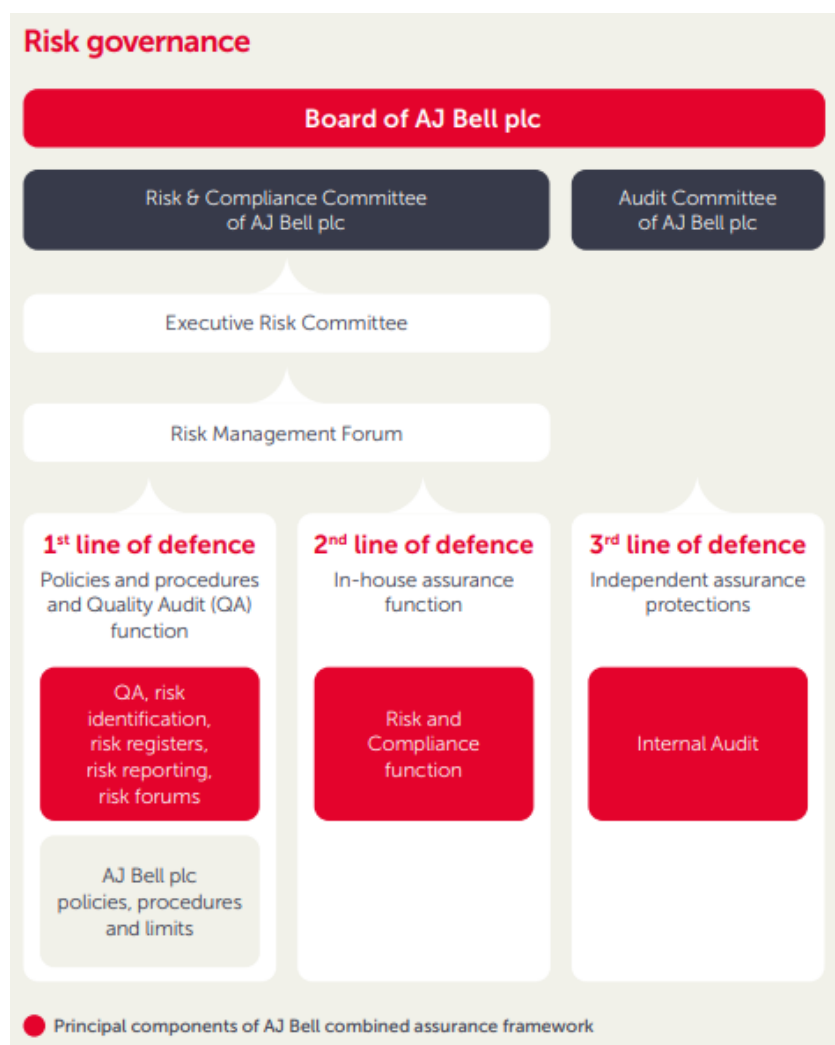 Risk governance
Board of AJ Bell plc
Risk & Compliance Committee
of AJ Bell plc
Audit Committee
of AJ Bell plc
Executive Risk Committee
Risk Management Forum
1st line of defence
Policies and procedures
and Quality Audit (QA)
function
QA, risk
identification,
risk registers,
risk reporting,
risk forums
AJ Bell plc
policies, procedures
and limits
2nd line of defence
In-house assurance
function
Risk and
Compliance
function
3rd line of defence
Independent assurance
protections
Internal Audit
Principal components of AJ Bell combined assurance framework